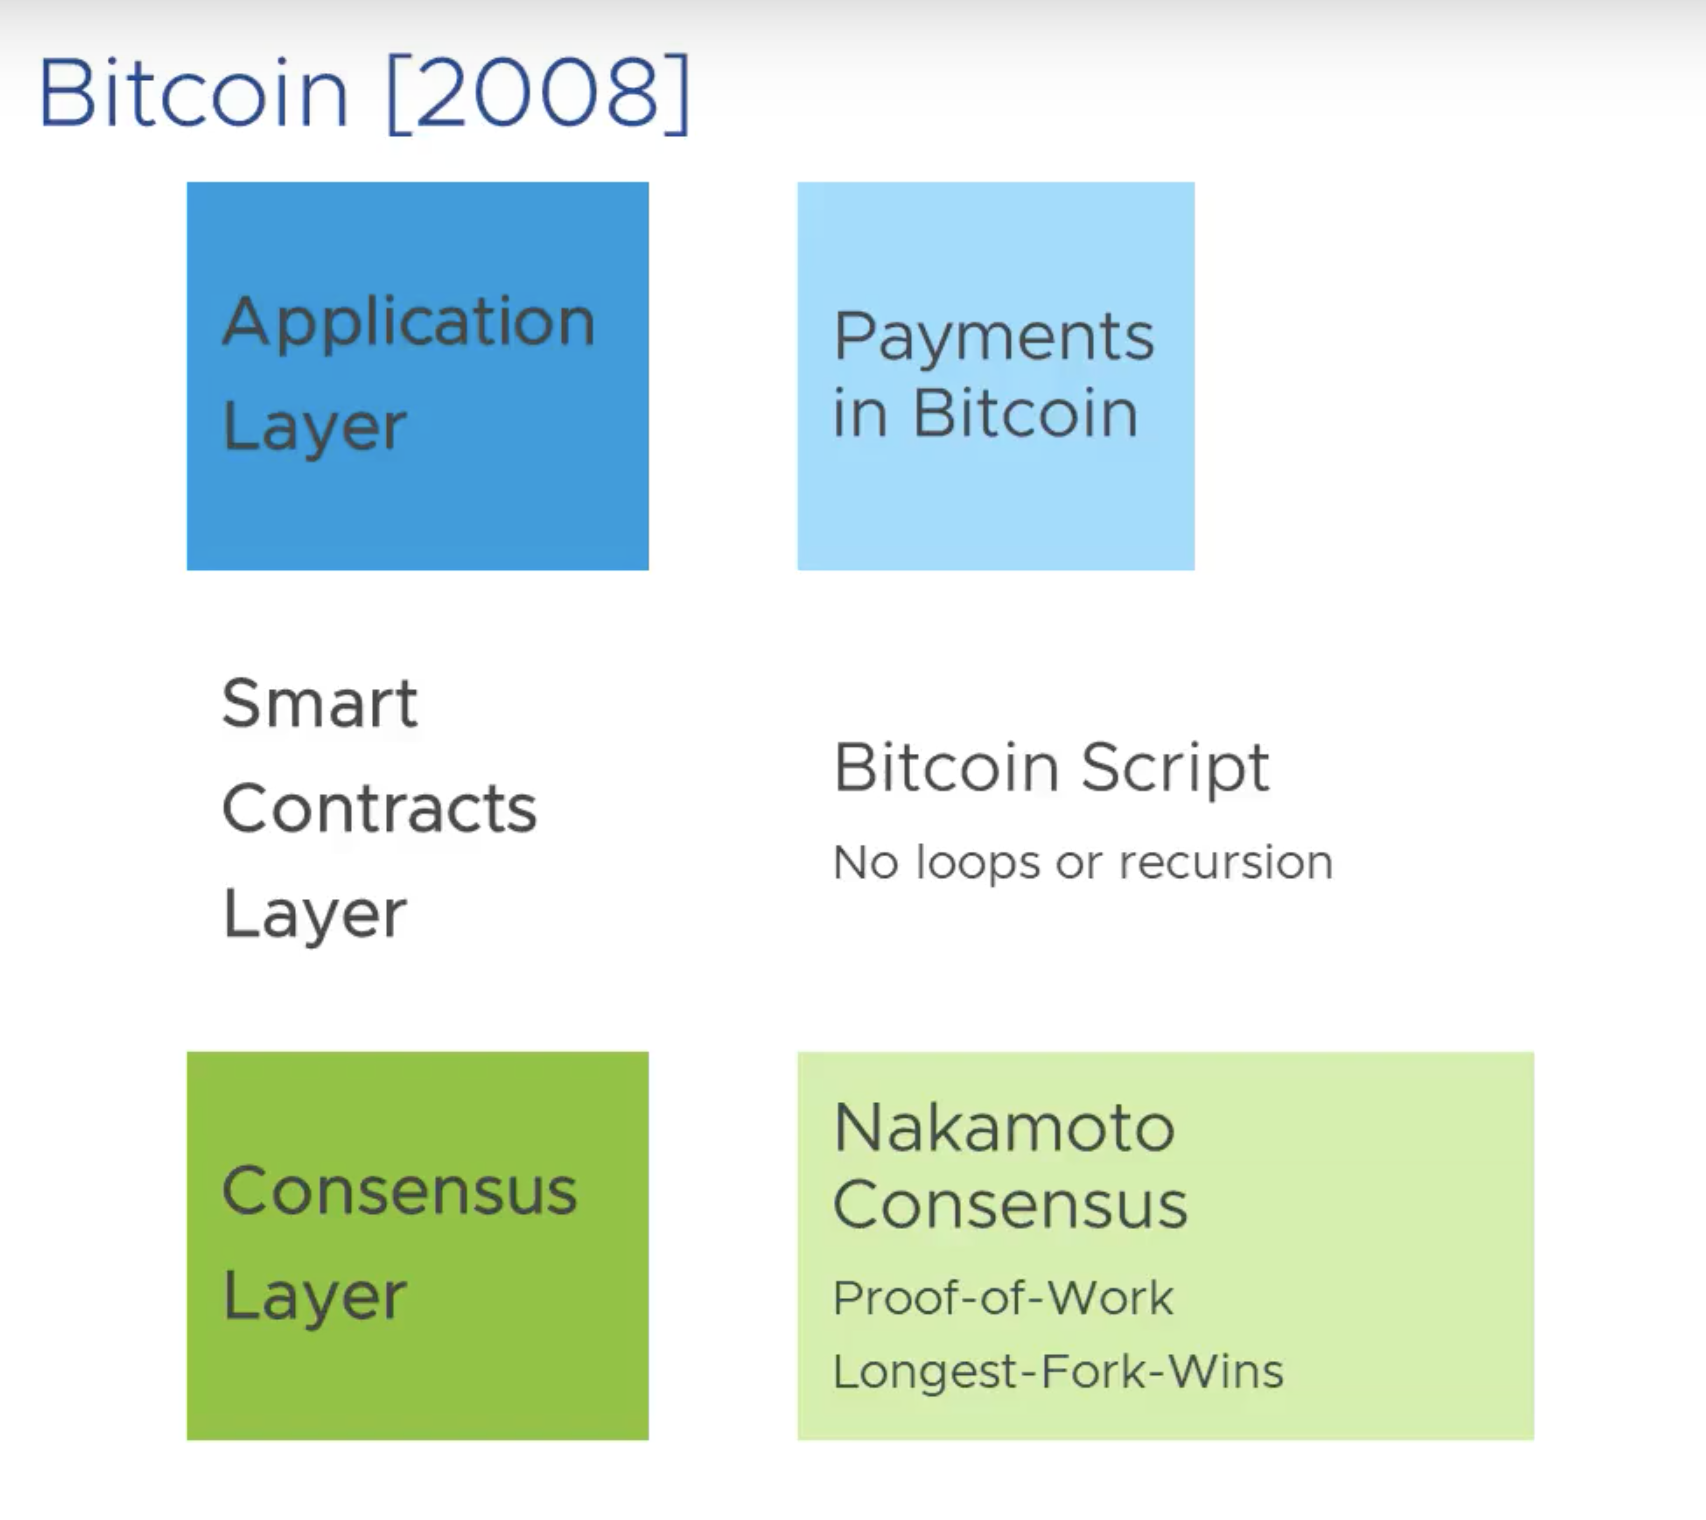 Bitcoin [2008]
Application
Layer
Payments
in Bitcoin
Smart
Contracts
Layer
Bitcoin Script
No loops or recursion
Consensus
Layer
Nakamoto
Consensus
Proof-of-Work
Longest-Fork-Wins